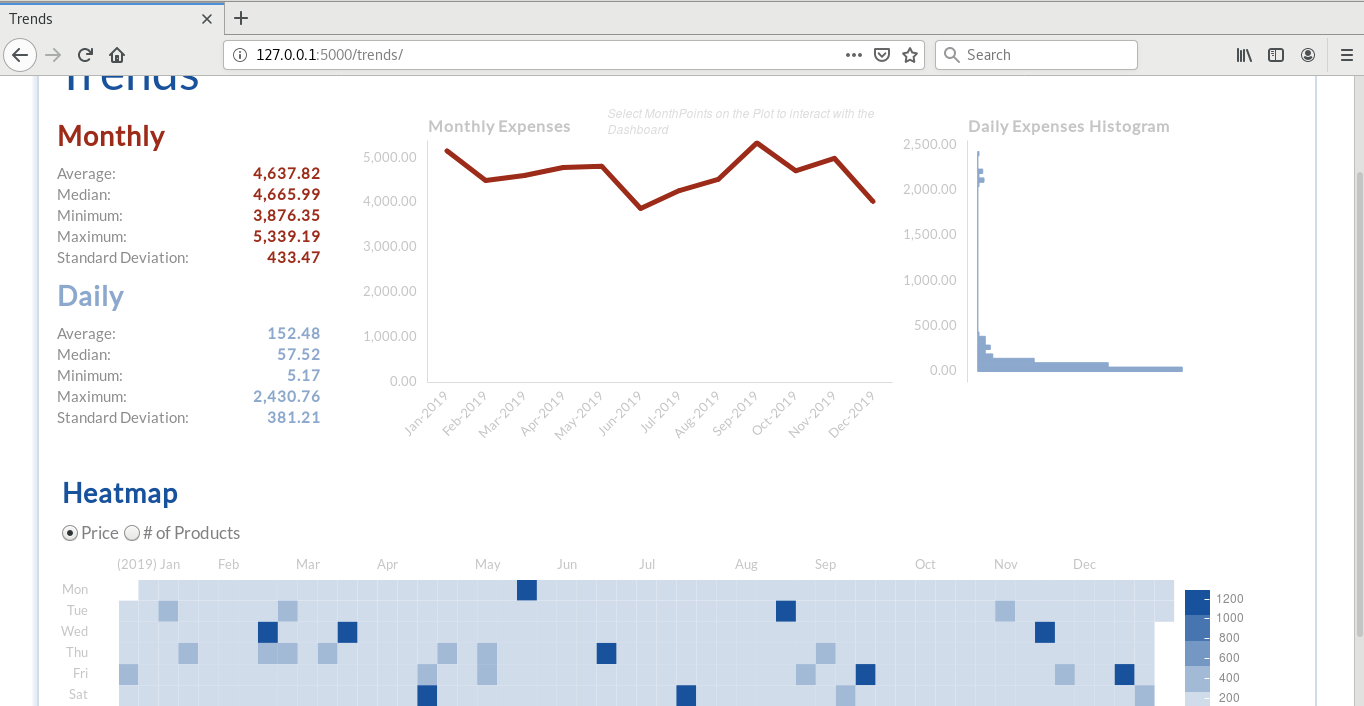 Trends
127.0.0.1:5000/trends/
Search
Trends
Monthly
Average: 4,637.82
Median: 4,665.99
Minimum: 3,876.35
Maximum: 5,339.19
Standard Deviation: 433.47
Daily
Average: 152.48
Median: 57.52
Minimum: 5.17
Maximum: 2,430.76
Standard Deviation: 381.21
Monthly Expenses
Select MonthPoints on the Plot to interact with the
Dashboard
5,000.00
4,000.00
3,000.00
2,000.00
1,000.00
0.00
Jan-2019 Feb-2019 Mar-2019 Apr-2019 May-2019 Jun-2019 Jul-2019 Aug-2019 Sep-2019 Oct-2019 Nov-2019 Dec-2019
Daily Expenses Histogram
2,500.00
2,000.00
1,500.00
1,000.00
500.00
0.00
Heatmap
Price # of Products
(2019) Jan Feb Mar Apr May Jun Jul Aug Sep Oct Nov Dec
Mon
Tue
Wed
Thu
Fri
Sat
1200
1000
800
600
400
200